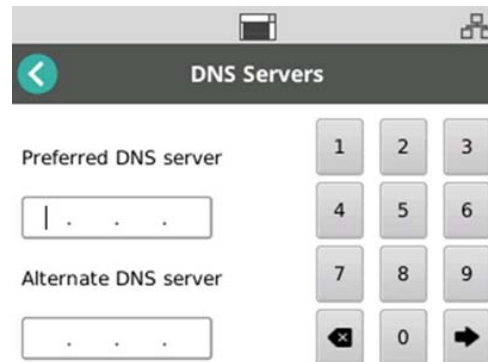 DNS Servers
Preferred DNS server
. . .
Alternate DNS server
. . .
1 2 3
4 5 6
7 8 9
0